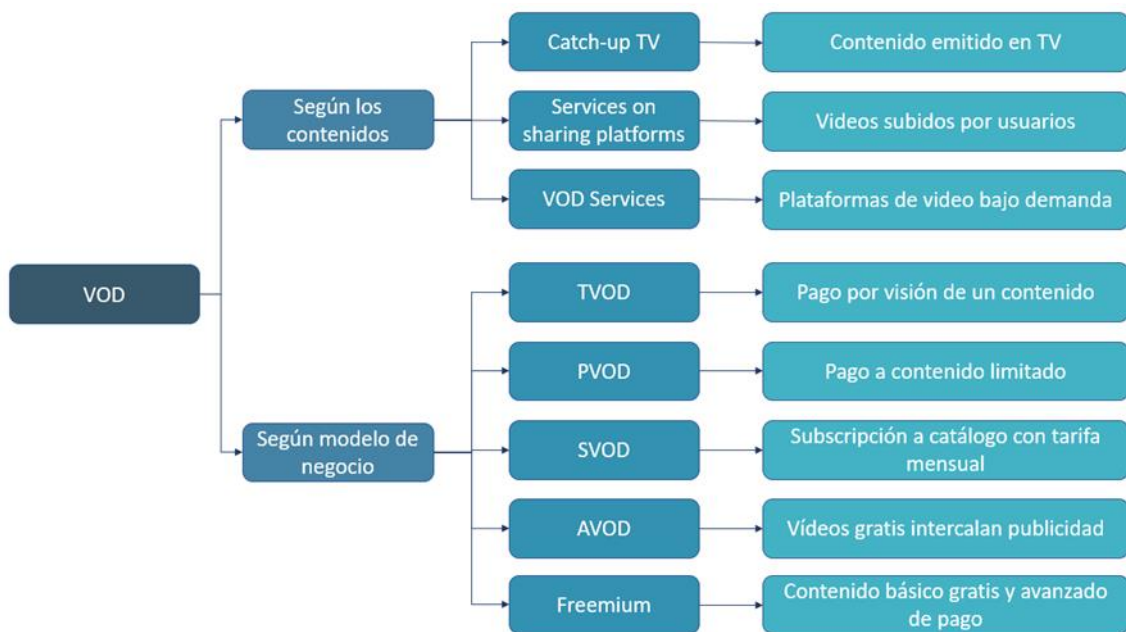 Catch-up TV
Contenido emitido en TV
Según los
contenidos
Services on
sharing platforms
Videos subidos por usuarios
VOD Services
Plataformas de video bajo demanda
VOD
TVOD
Pago por visión de un contenido
PVOD
Pago a contenido limitado
Según modelo de
negocio
SVOD
Subscripción a catálogo con tarifa
mensual
AVOD
Vídeos gratis intercalan publicidad
Freemium
Contenido básico gratis y avanzado
de pago